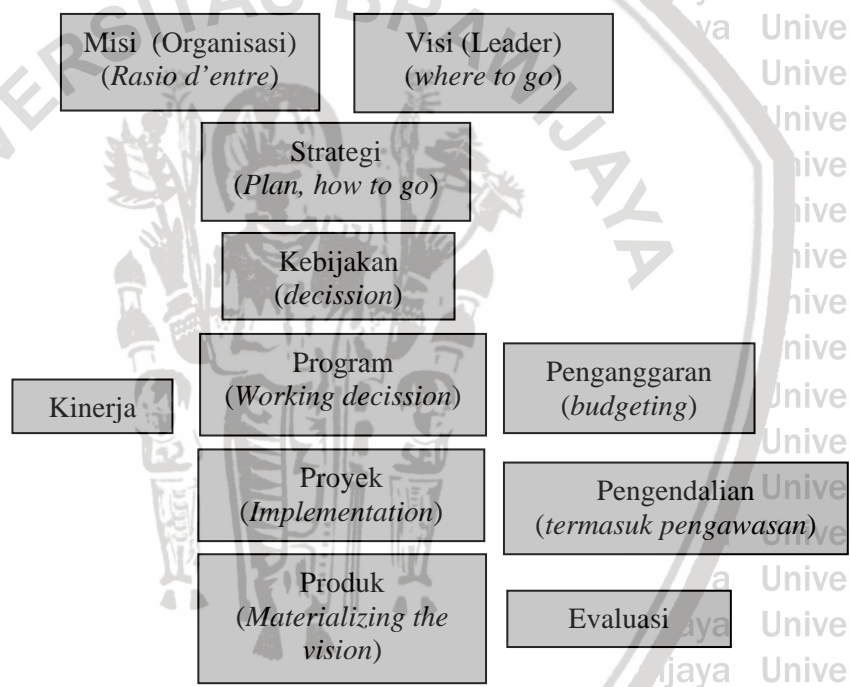 Misi (Organisasi)
(Rasio d'entre)
Visi (Leader)
(where to go)
Strategi
(Plan, how to go)
Kebijakan
(decission)
Program
(Working decission)
Penganggaran
(budgeting)
Kinerja
Proyek
(Implementation)
Pengendalian
(termasuk pengawasan)
Produk
(Materializing the
vision)
Evaluasi